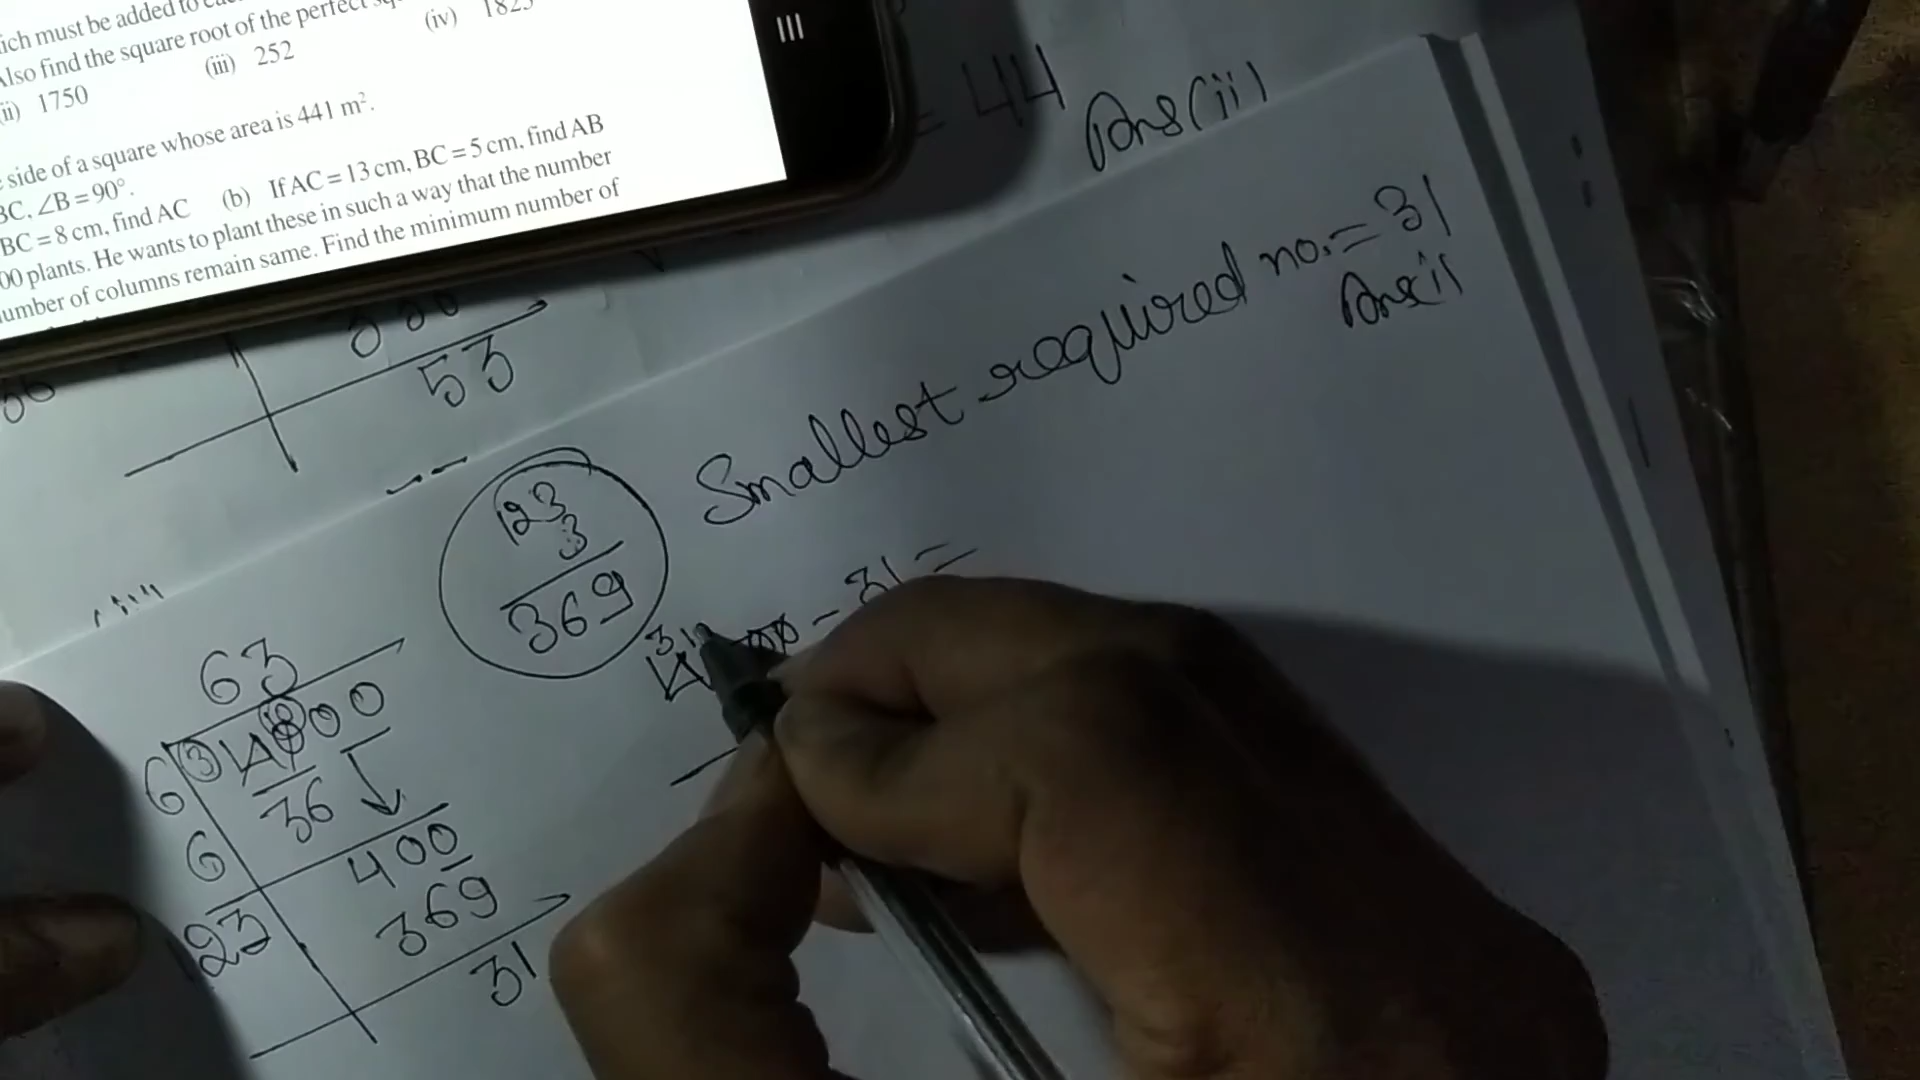 ich must be added to
Also find the square root of the perfect
(ii) 1750 (iii) 252 (iv) 1825
side of a square whose area is 441 m².
BC, ∠B = 90°.
BC = 8 cm, find AC (b) If AC = 13 cm, BC = 5 cm, find AB
00 plants. He wants to plant these in such a way that the number
umber of columns remain same. Find the minimum number of
= 44
Ans (ii)
53
Smallest required no. = 31
Ans i)
123
3
369
- 31 =
63
6
36
6
400
123
369
31